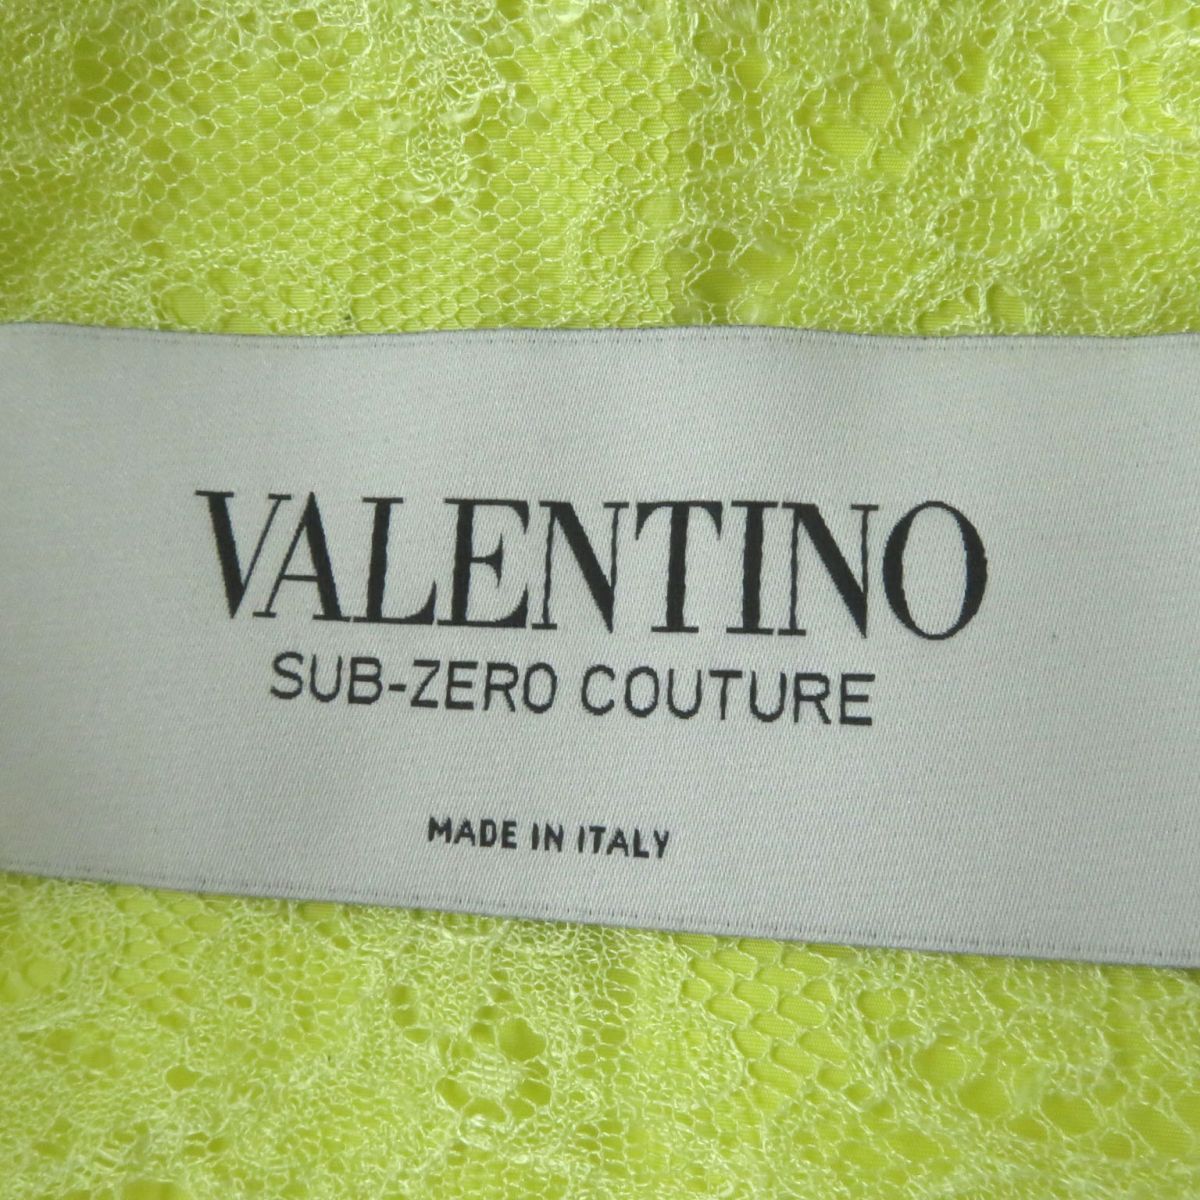 VALENTINO
SUB-ZERO COUTURE
MADE IN ITALY